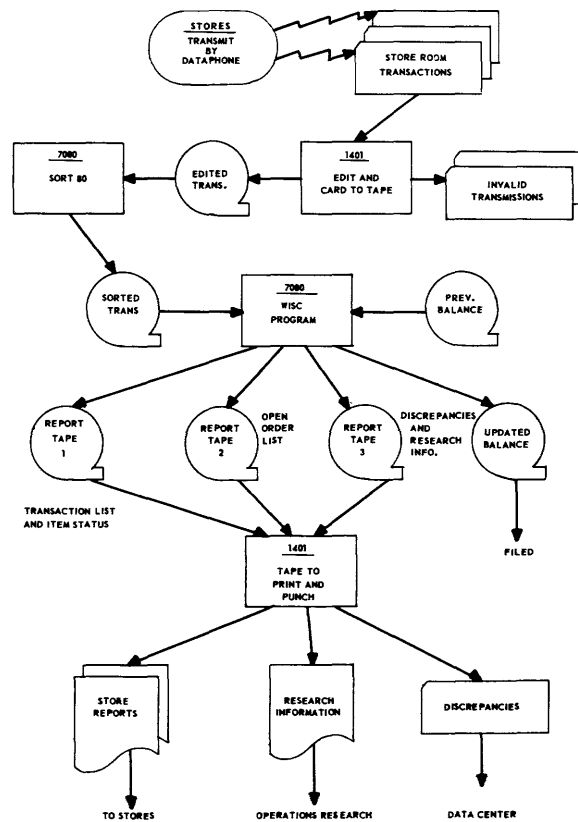 STORES
TRANSMIT
BY
DATAPHONE
STORE ROOM
TRANSACTIONS
7080
SORT 80
EDITED
TRANS.
1401
EDIT AND
CARD TO TAPE
INVALID
TRANSMISSIONS
SORTED
TRANS
7080
WISC
PROGRAM
PREV.
BALANCE
REPORT
TAPE
1
REPORT
TAPE
2
OPEN
ORDER
LIST
REPORT
TAPE
3
DISCREPANCIES
AND
RESEARCH
INFO.
UPDATED
BALANCE
TRANSACTION LIST
AND ITEM STATUS
FILED
1401
TAPE TO
PRINT AND
PUNCH
STORE
REPORTS
RESEARCH
INFORMATION
DISCREPANCIES
TO STORES
OPERATIONS RESEARCH
DATA CENTER